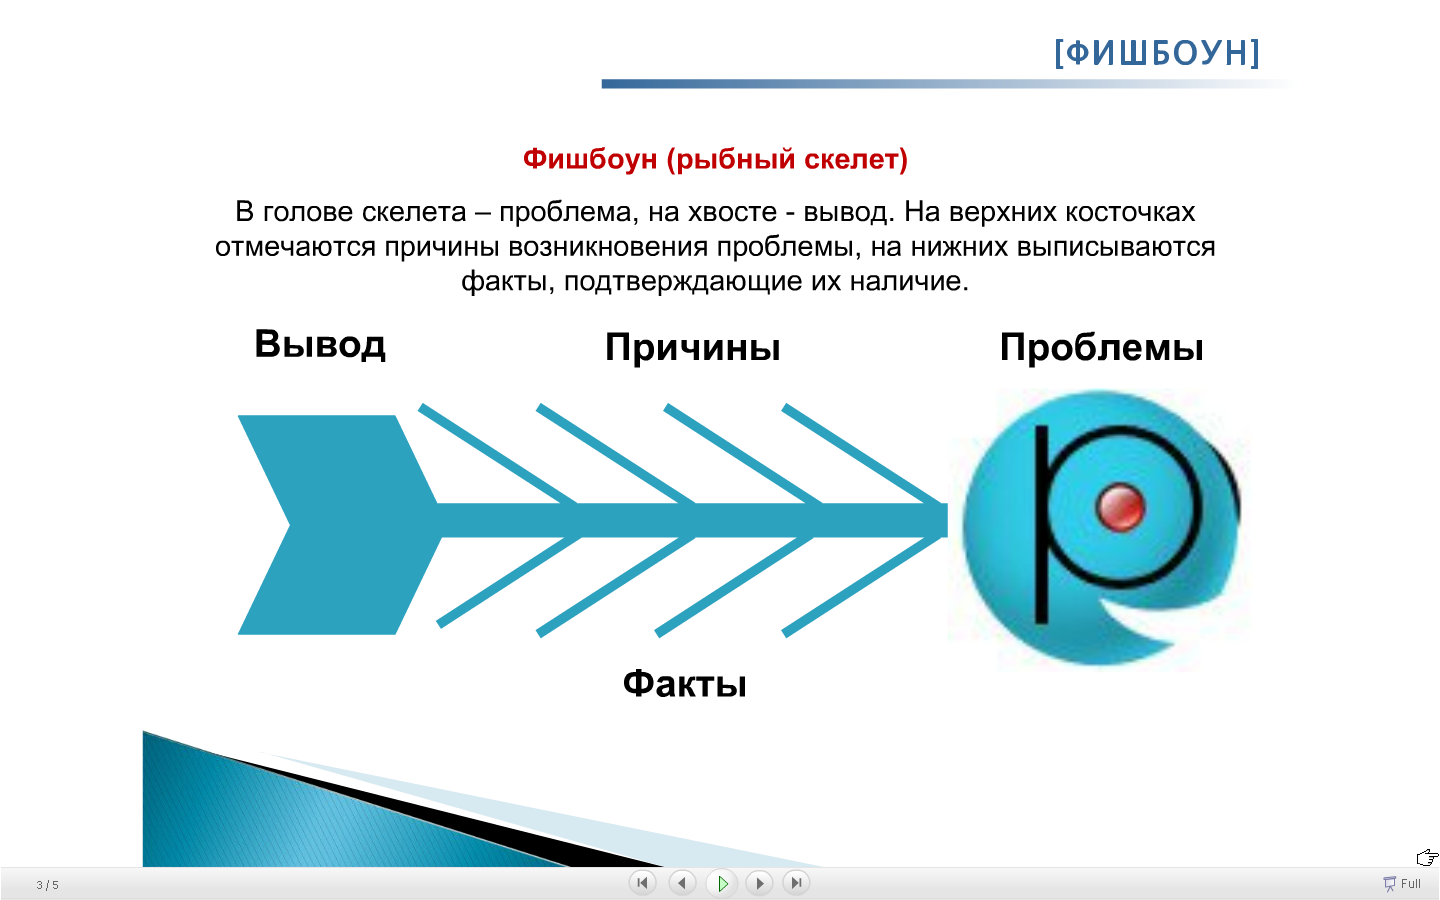 [ФИШБОУН]
Фишбоун (рыбный скелет)
В голове скелета – проблема, на хвосте - вывод. На верхних косточках
отмечаются причины возникновения проблемы, на нижних выписываются
факты, подтверждающие их наличие.
Вывод
Причины
Проблемы
p
Факты
3 / 5
Full